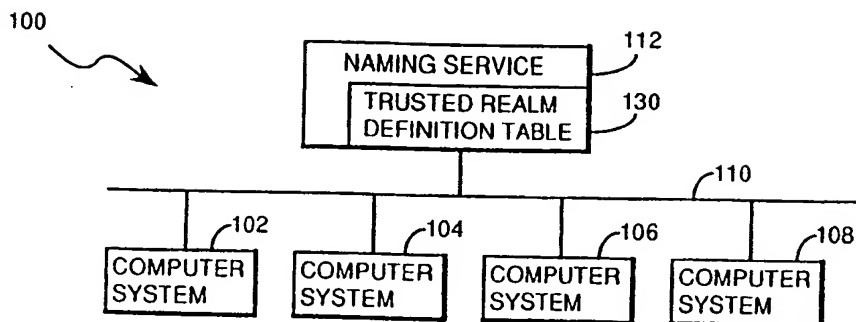 100
112
NAMING SERVICE
TRUSTED REALM
DEFINITION TABLE
130
110
102
104
106
108
COMPUTER
SYSTEM
COMPUTER
SYSTEM
COMPUTER
SYSTEM
COMPUTER
SYSTEM